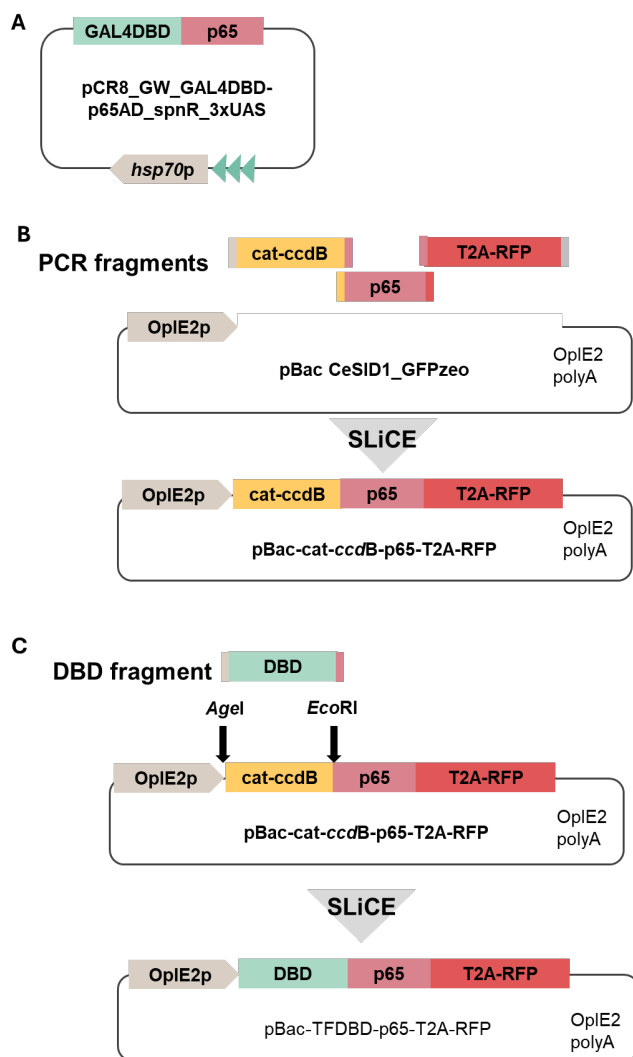 A
GAL4DBD p65
pCR8_GW_GAL4DBD-
p65AD_spnR_3xUAS
hsp70p
B
PCR fragments
cat-ccdB T2A-RFP
p65
OpIE2p
pBac CeSID1_GFPzeo
OpIE2
polyA
SLiCE
OpIE2p cat-ccdB p65 T2A-RFP
OpIE2
polyA
pBac-cat-ccdB-p65-T2A-RFP
C
DBD fragment DBD
AgeI EcoRI
OpIE2p cat-ccdB p65 T2A-RFP
OpIE2
polyA
pBac-cat-ccdB-p65-T2A-RFP
SLiCE
OpIE2p DBD p65 T2A-RFP
pBac-TFDBD-p65-T2A-RFP
OpIE2
polyA